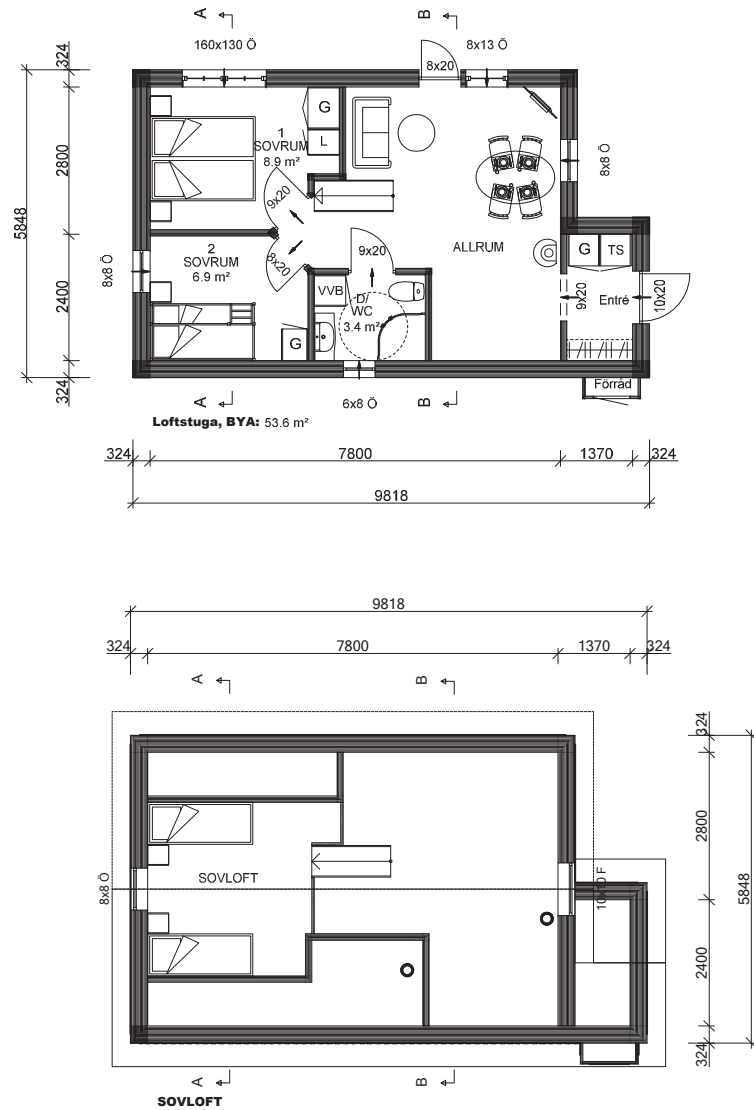 A
B
160x130 Ö
8x13 Ö
324
8x20
G
1
SOVRUM
8.9 m²
L
2800
9x20
8x8 Ö
5848
2
SOVRUM
6.9 m²
8x20
9x20
ALLRUM
G
TS
8x8 Ö
2400
VVB
D/
WC
3.4 m²
9x20
Entré
10x20
G
324
Förråd
A
6x8 Ö
B
Loftstuga, BYA: 53.6 m²
324
7800
1370
324
9818
9818
324
7800
1370
324
A
B
324
2800
SOVLOFT
8x8 Ö
10x10 F
5848
2400
324
A
B
SOVLOFT